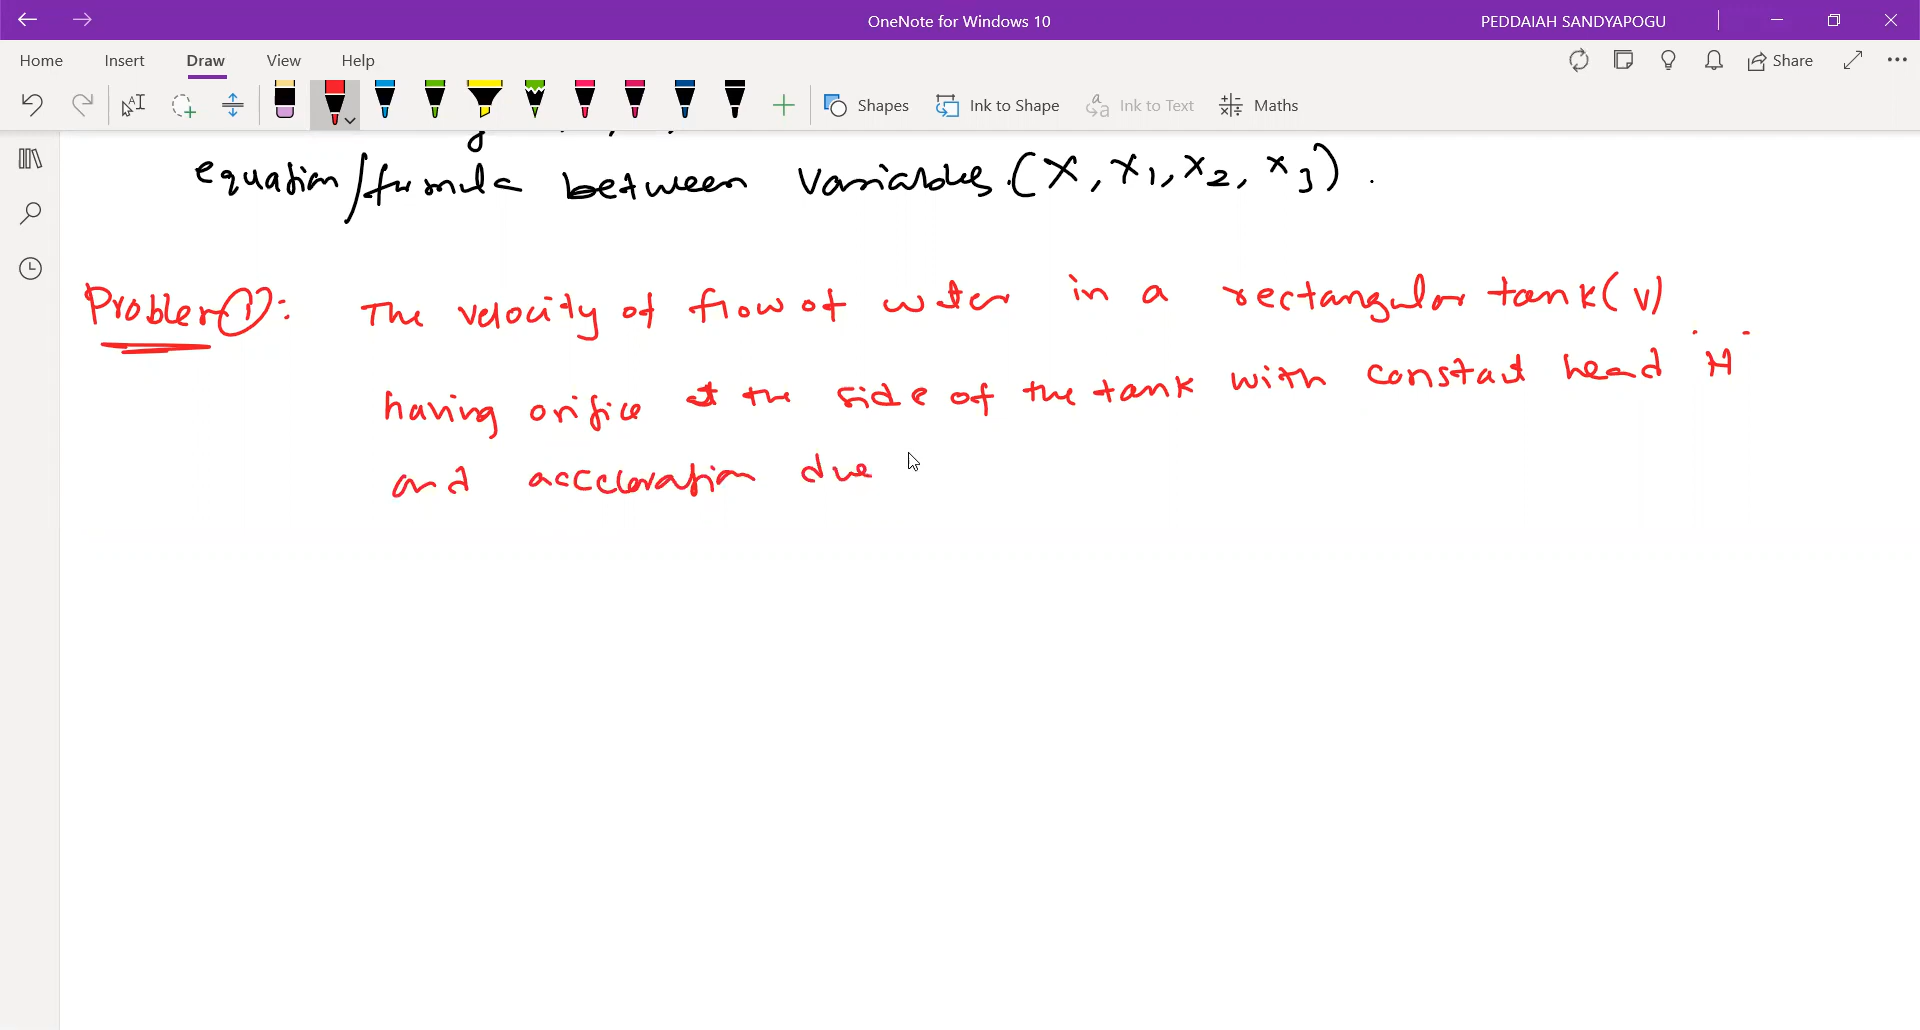 OneNote for Windows 10
PEDDAIAH SANDYAPOGU
Home Insert Draw View Help
Share
Shapes Ink to Shape Ink to Text Maths
equation/formula between variables (X, X1, X2, X3).
Problem ①: The velocity of flow of water in a rectangular tank (V)
having orifice at the side of the tank with constant head "H"
and acceleration due